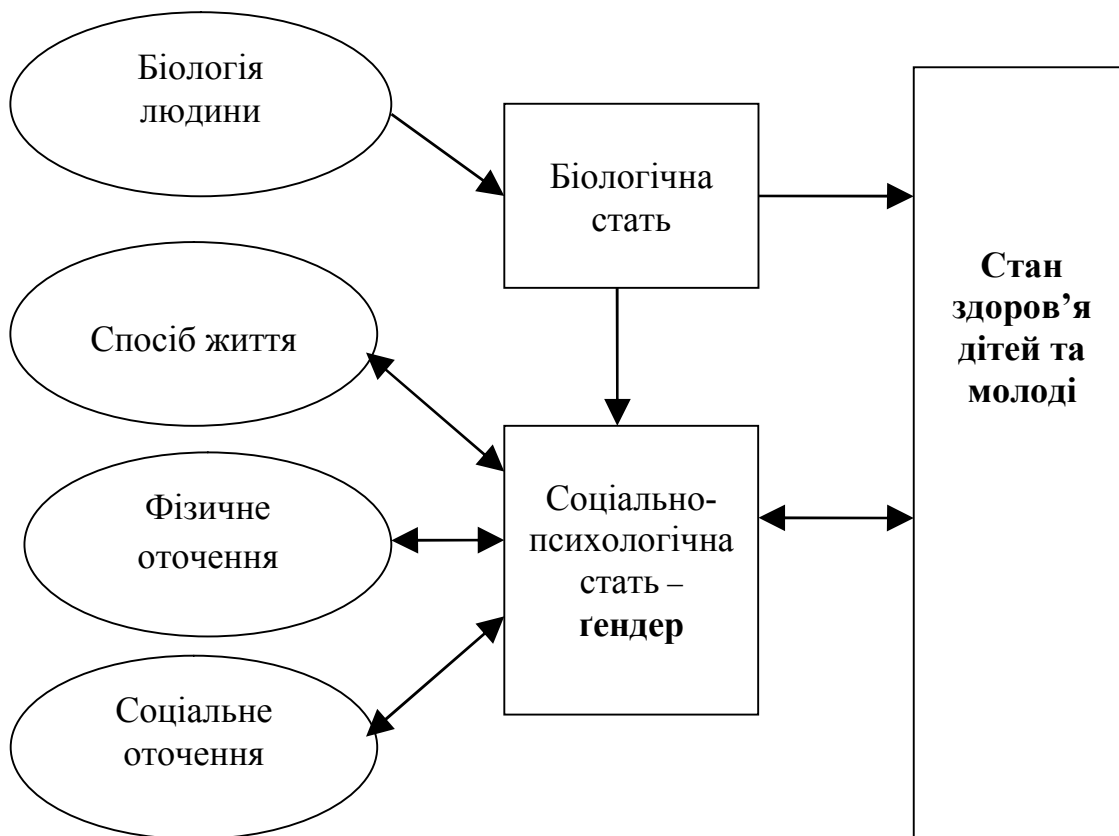 Біологія
людини
Біологічна
стать
Стан
здоров’я
дітей та
молоді
Спосіб життя
Соціально-
психологічна
стать –
ґендер
Фізичне
оточення
Соціальне
оточення